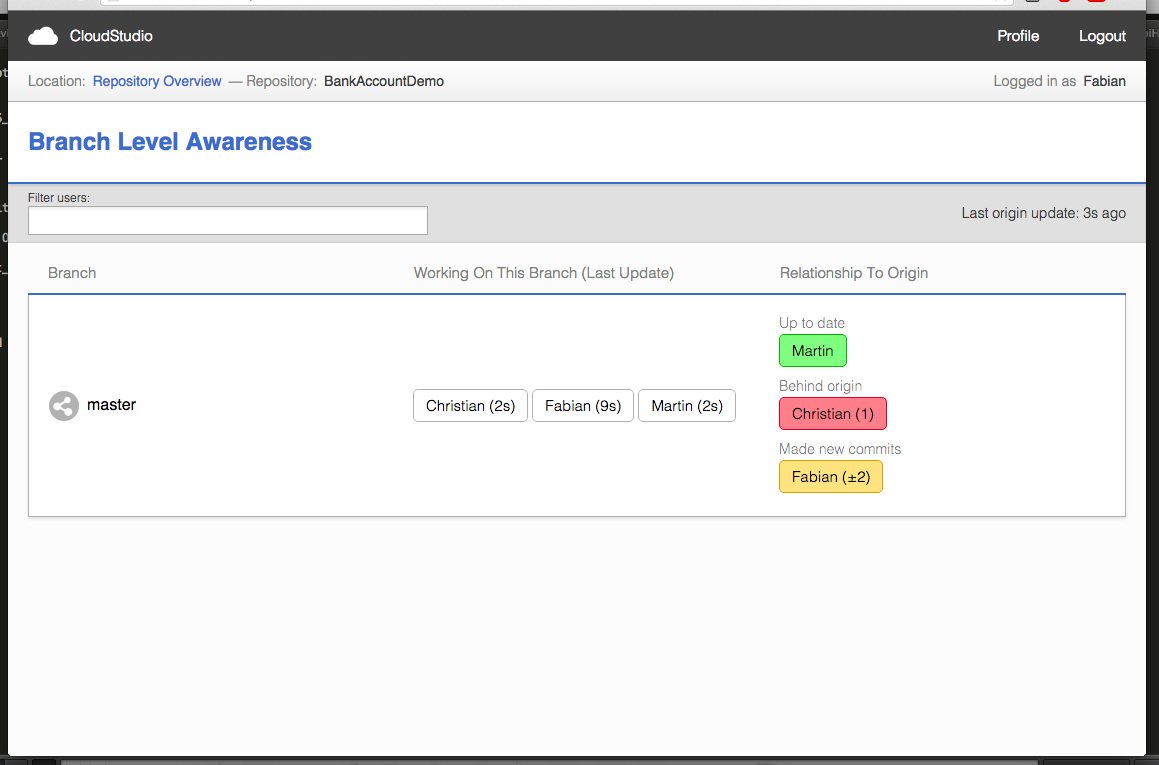 CloudStudio Profile Logout
Location: Repository Overview — Repository: BankAccountDemo Logged in as Fabian
Branch Level Awareness
Filter users:
Last origin update: 3s ago
Branch Working On This Branch (Last Update) Relationship To Origin
Up to date
Martin
Behind origin
master Christian (2s) Fabian (9s) Martin (2s)
Christian (1)
Made new commits
Fabian (±2)